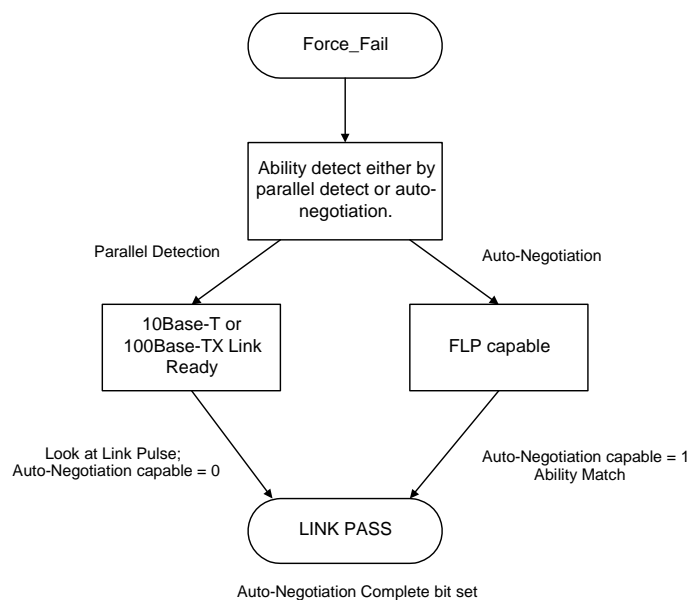 Force_Fail
Ability detect either by
parallel detect or auto-
negotiation.
Parallel Detection
Auto-Negotiation
10Base-T or
100Base-TX Link
Ready
FLP capable
Look at Link Pulse;
Auto-Negotiation capable = 0
Auto-Negotiation capable = 1
Ability Match
LINK PASS
Auto-Negotiation Complete bit set